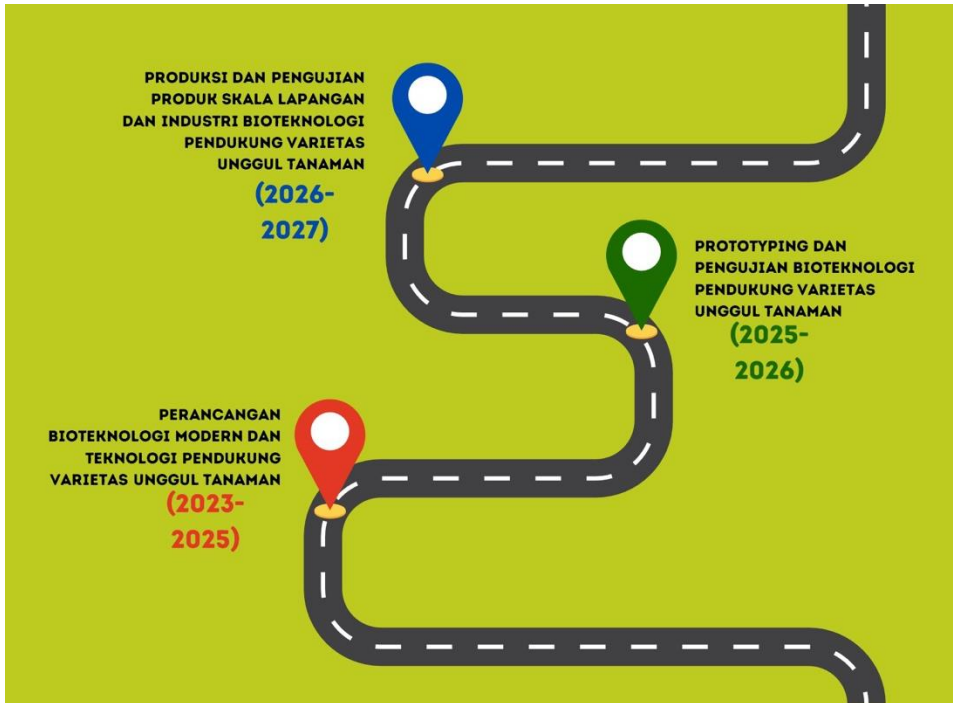 PRODUKSI DAN PENGUJIAN
PRODUK SKALA LAPANGAN
DAN INDUSTRI BIOTEKNOLOGI
PENDUKUNG VARIETAS
UNGGUL TANAMAN
(2026-
2027)
PROTOTYPING DAN
PENGUJIAN BIOTEKNOLOGI
PENDUKUNG VARIETAS
UNGGUL TANAMAN
(2025-
2026)
PERANCANGAN
BIOTEKNOLOGI MODERN DAN
TEKNOLOGI PENDUKUNG
VARIETAS UNGGUL TANAMAN
(2023-
2025)